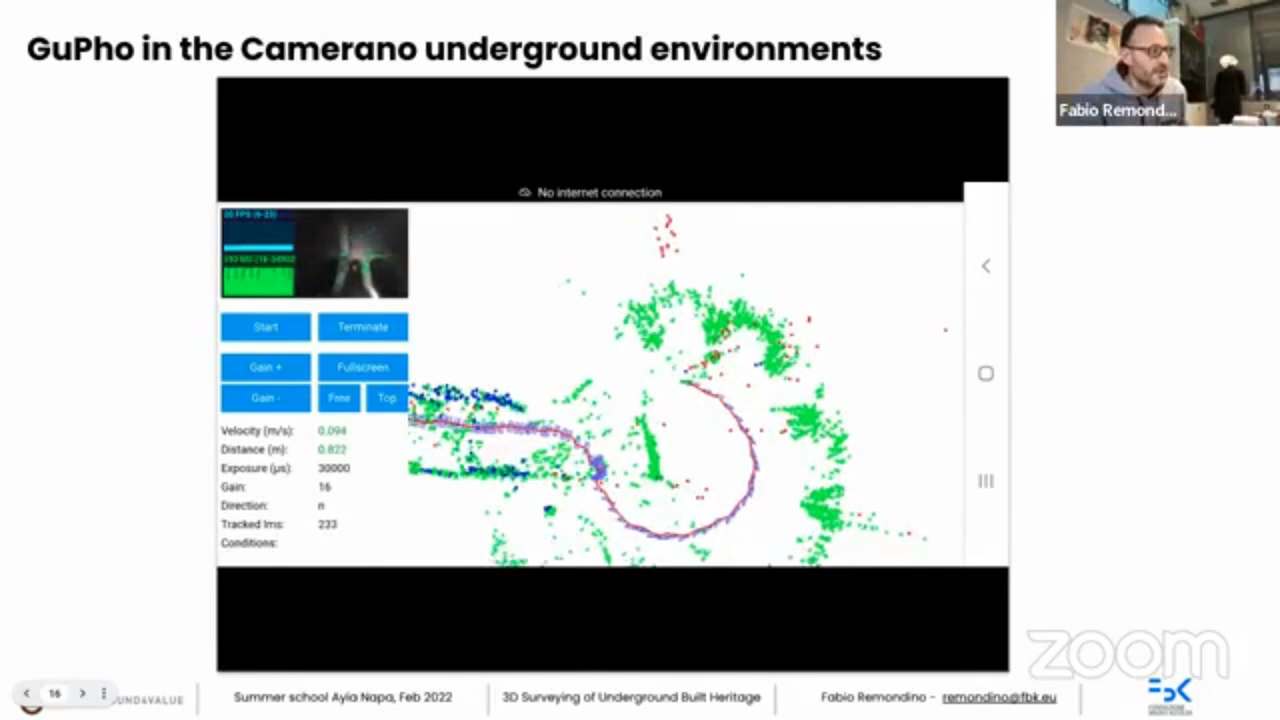 GuPho in the Camerano underground environments
Fabio Remond...
No internet connection
Start
Terminate
Gain +
Fullscreen
Gain -
Free
Top
Velocity (m/s): 0.094
Distance (m): 0.822
Exposure (µs): 30000
Gain: 16
Direction: n
Tracked lms: 233
Conditions:
zoom
16
UND4VALUE
Summer school Ayia Napa, Feb 2022
3D Surveying of Underground Built Heritage
Fabio Remondino - remondino@fbk.eu
FBK